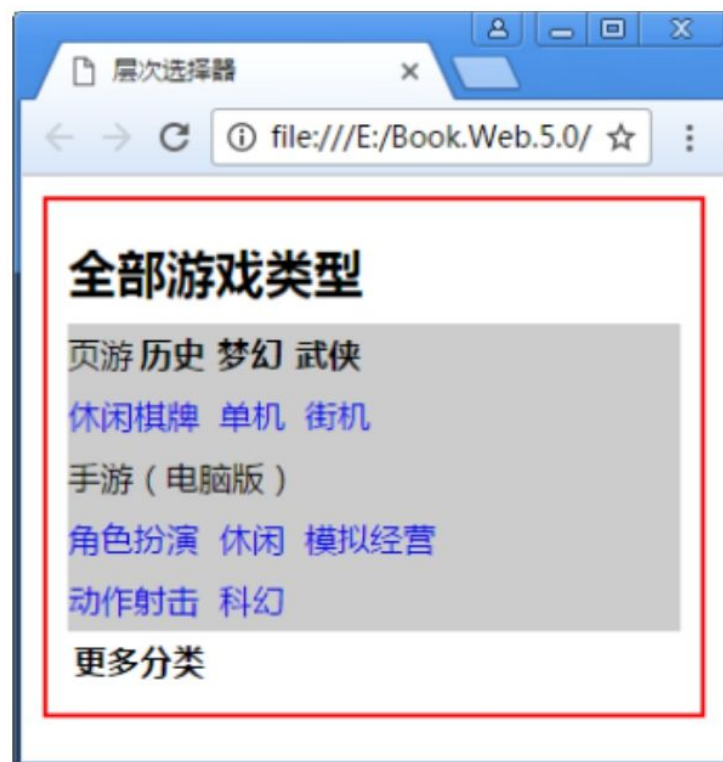 层次选择器
file:///E:/Book.Web.5.0/
全部游戏类型
页游 历史 梦幻 武侠
休闲棋牌 单机 街机
手游（电脑版）
角色扮演 休闲 模拟经营
动作射击 科幻
更多分类